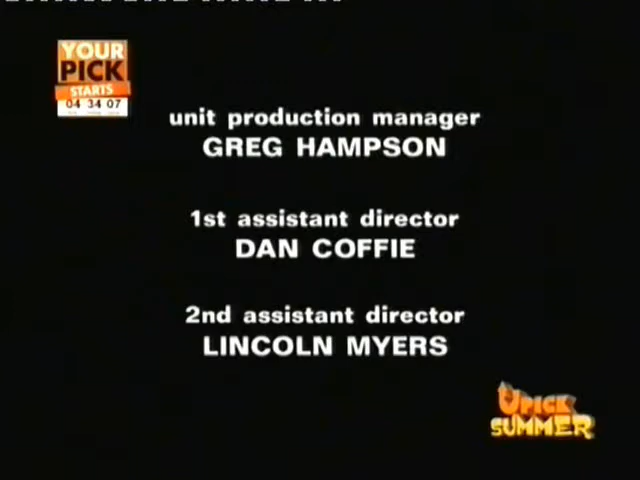 YOUR
PICK
STARTS
04 34 07
unit production manager
GREG HAMPSON
1st assistant director
DAN COFFIE
2nd assistant director
LINCOLN MYERS
UPICK
SUMMER